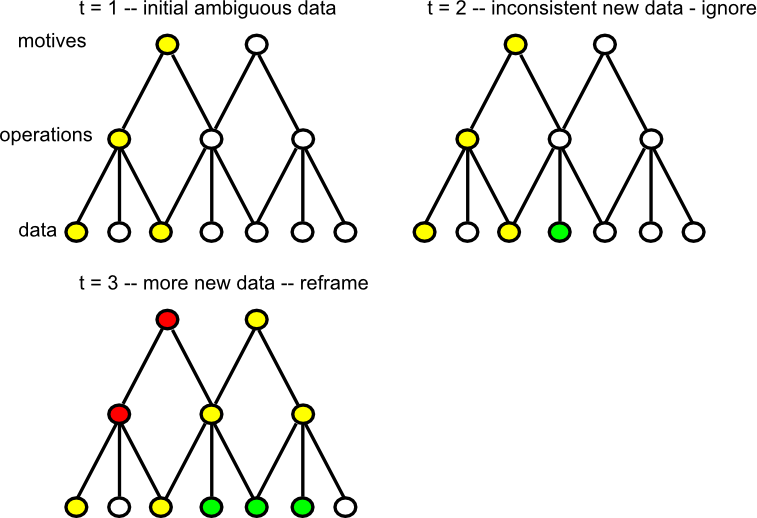 t = 1 -- initial ambiguous data
t = 2 -- inconsistent new data - ignore
motives
operations
data
t = 3 -- more new data -- reframe